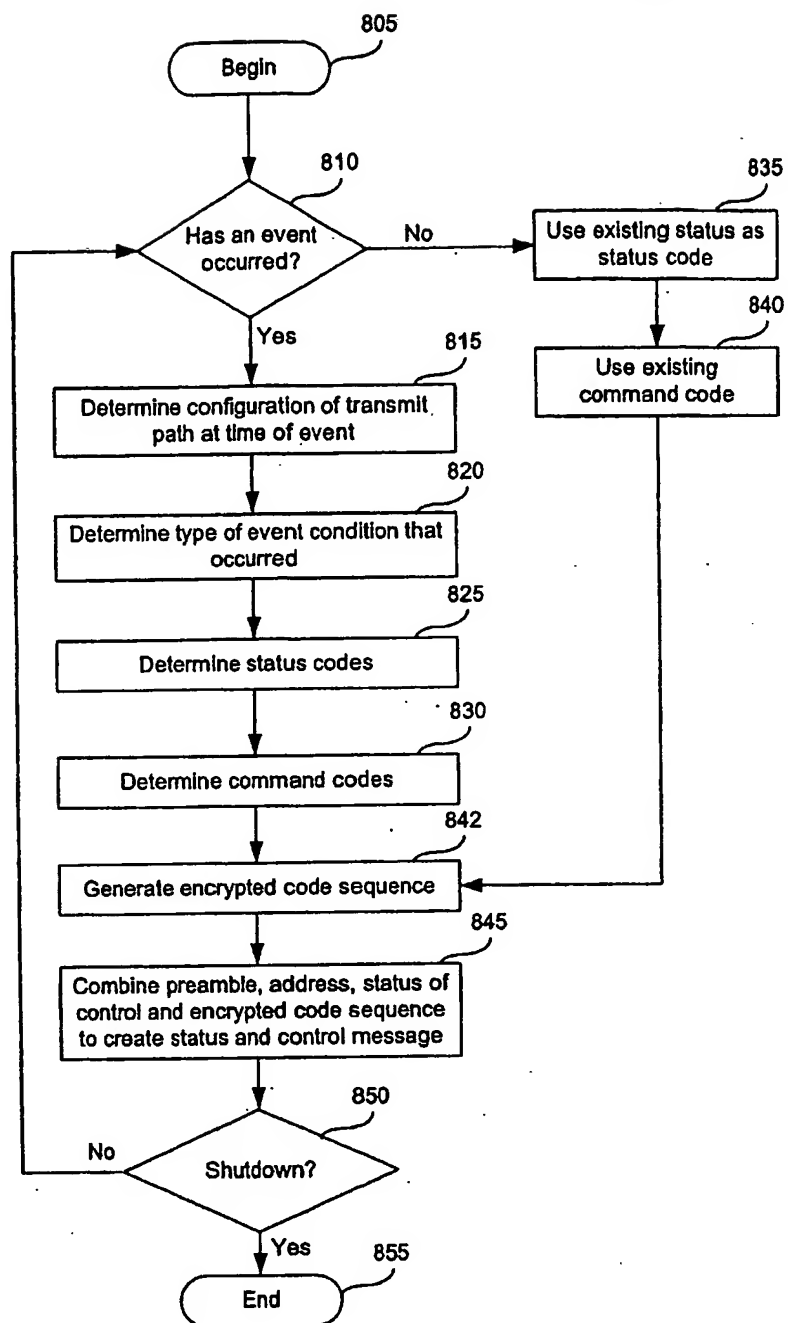 805
Begin
810
Has an event
occurred?
No
835
Use existing status as
status code
840
Use existing
command code
Yes
815
Determine configuration of transmit
path at time of event
820
Determine type of event condition that
occurred
825
Determine status codes
830
Determine command codes
842
Generate encrypted code sequence
845
Combine preamble, address, status of
control and encrypted code sequence
to create status and control message
850
No
Shutdown?
Yes
855
End